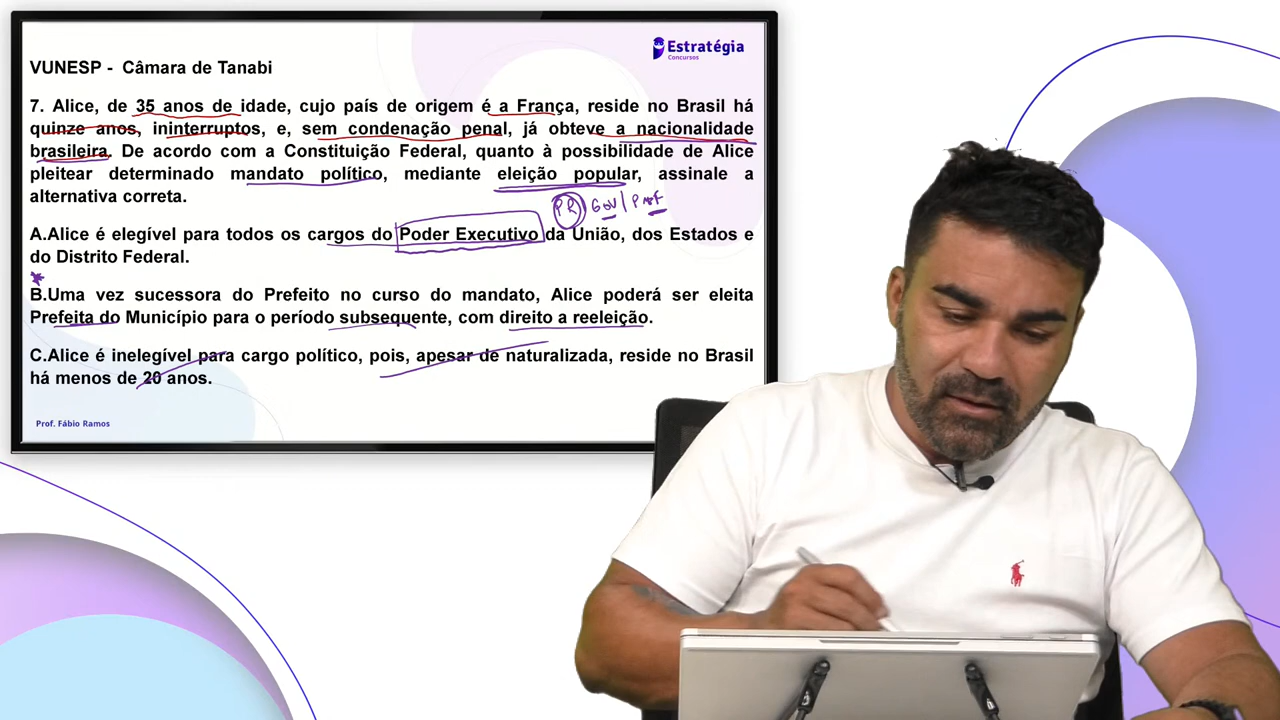 Estratégia
Concursos
VUNESP - Câmara de Tanabi
7. Alice, de 35 anos de idade, cujo país de origem é a França, reside no Brasil há
quinze anos, ininterruptos, e, sem condenação penal, já obteve a nacionalidade
brasileira. De acordo com a Constituição Federal, quanto à possibilidade de Alice
pleitear determinado mandato político, mediante eleição popular, assinale a
alternativa correta.
PR Gov / Pref
A.Alice é elegível para todos os cargos do Poder Executivo da União, dos Estados e
do Distrito Federal.
B.Uma vez sucessora do Prefeito no curso do mandato, Alice poderá ser eleita
Prefeita do Município para o período subsequente, com direito a reeleição.
C.Alice é inelegível para cargo político, pois, apesar de naturalizada, reside no Brasil
há menos de 20 anos.
Prof. Fábio Ramos